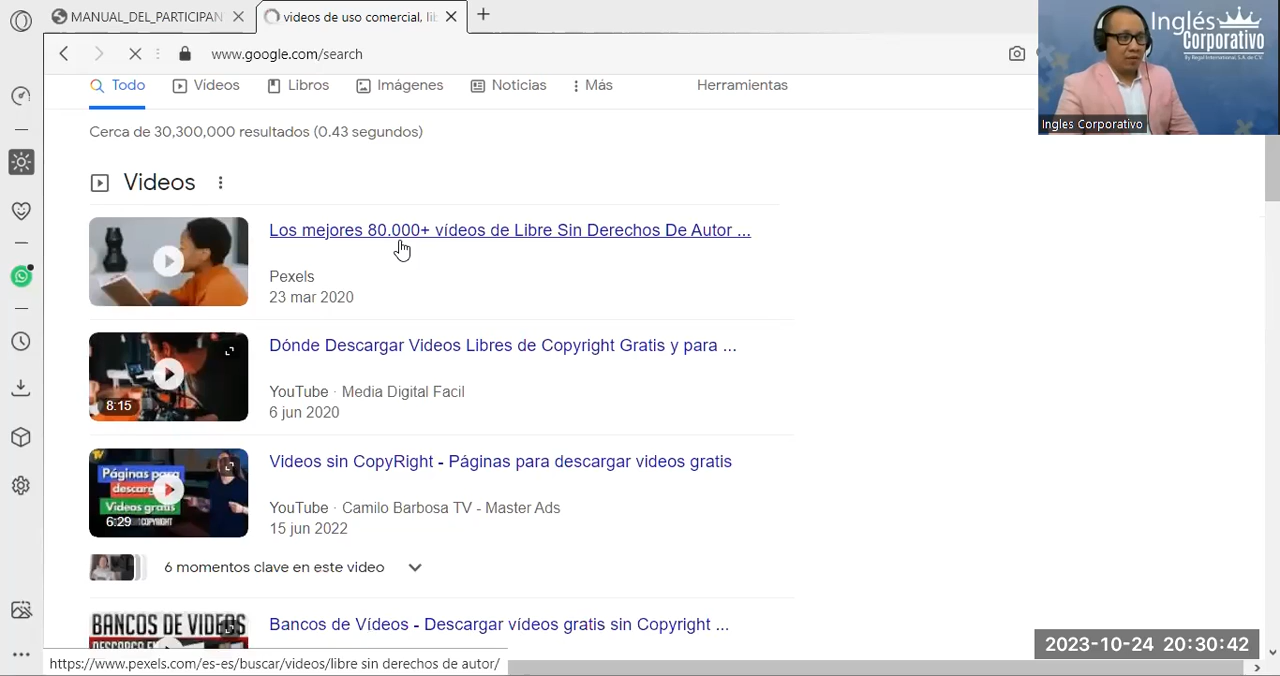 MANUAL_DEL_PARTICIPAN
videos de uso comercial, lil
www.google.com/search
Todo
Videos
Libros
Imágenes
Noticias
Más
Herramientas
Cerca de 30,300,000 resultados (0.43 segundos)
Videos
Los mejores 80.000+ vídeos de Libre Sin Derechos De Autor ...
Pexels
23 mar 2020
Dónde Descargar Videos Libres de Copyright Gratis y para ...
8:15
YouTube · Media Digital Facil
6 jun 2020
Videos sin CopyRight - Páginas para descargar videos gratis
Páginas para
descargar
Videos gratis
6:29
COPYRIGHT
YouTube · Camilo Barbosa TV - Master Ads
15 jun 2022
6 momentos clave en este video
BANCOS DE VIDEOS
Bancos de Vídeos - Descargar vídeos gratis sin Copyright ...
https://www.pexels.com/es-es/buscar/videos/libre sin derechos de autor/
Inglés
Corporativo
By Regal International, S.A. de C.V.
Ingles Corporativo
2023-10-24 20:30:42